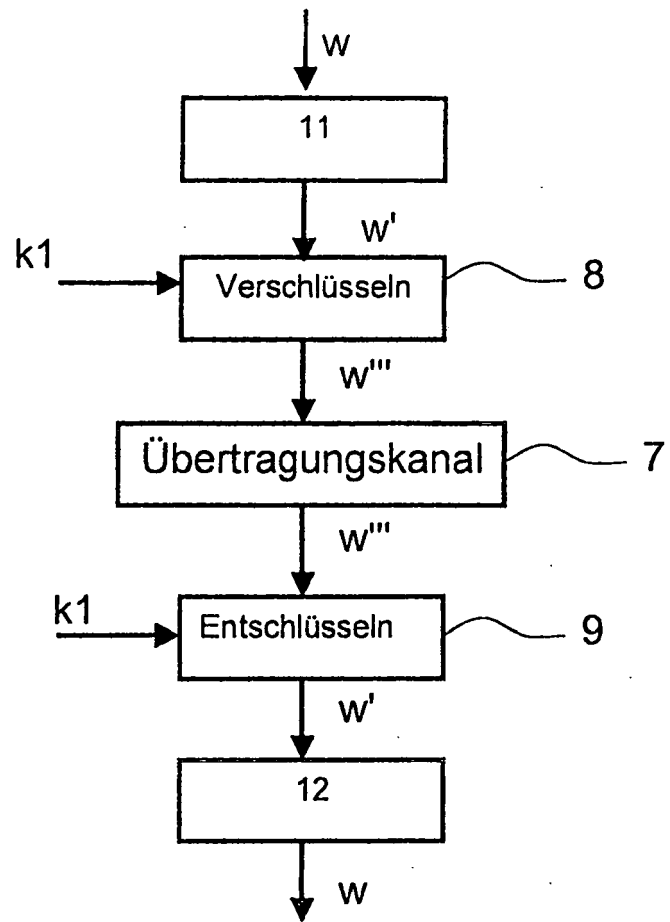 w
11
w'
k1
Verschlüsseln
8
w'''
Übertragungskanal
7
w'''
k1
Entschlüsseln
9
w'
12
w